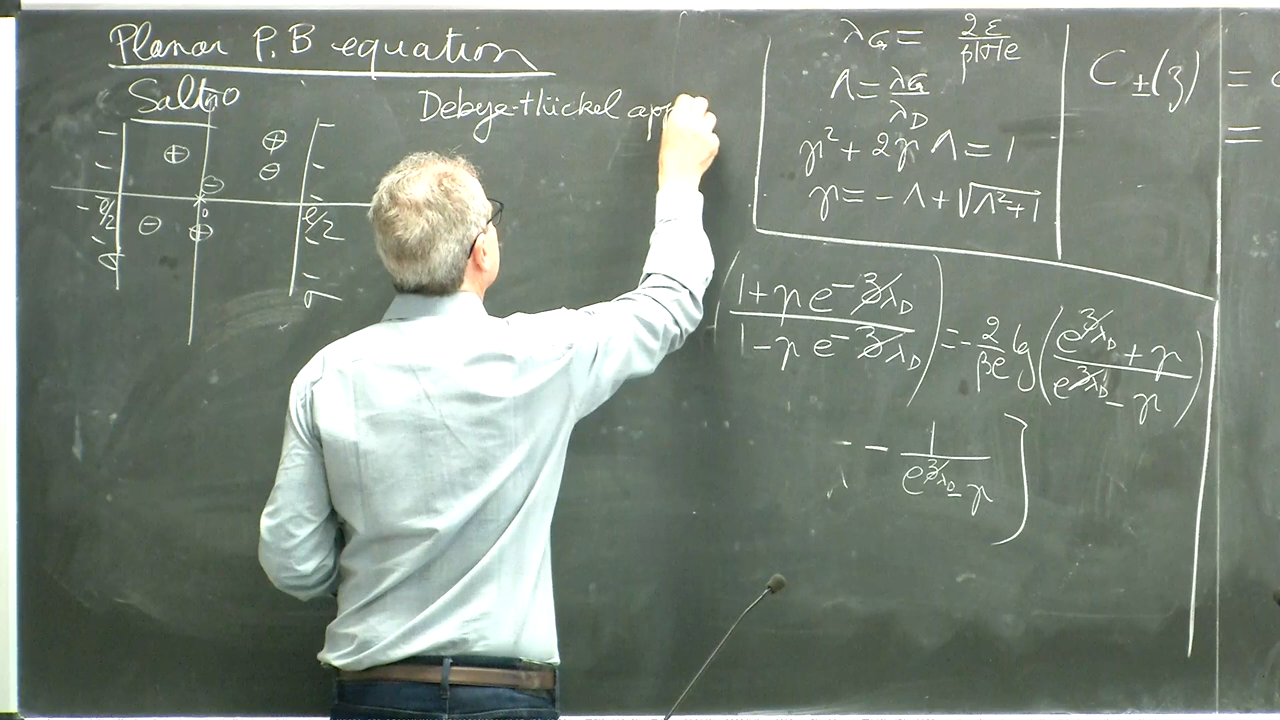 Planar P.B equation
Salt
Debye-Hückel app
⊕ ⊕
⊖
⊖
- ℓ/2 0 ℓ/2
⊖ ⊕
σ σ
λ_G = 2ε/β|σ|e
Λ = λ_G/λ_D
γ² + 2γΛ = 1
γ = -Λ + √(Λ²+1)
C±(z) =
=
(1+γe^{-z/λ_D} / 1-γe^{-z/λ_D}) = -2/βe lg(e^{z/λ_D}+γ / e^{z/λ_D}-γ)
- 1/(e^{z/λ_D}-γ) ]